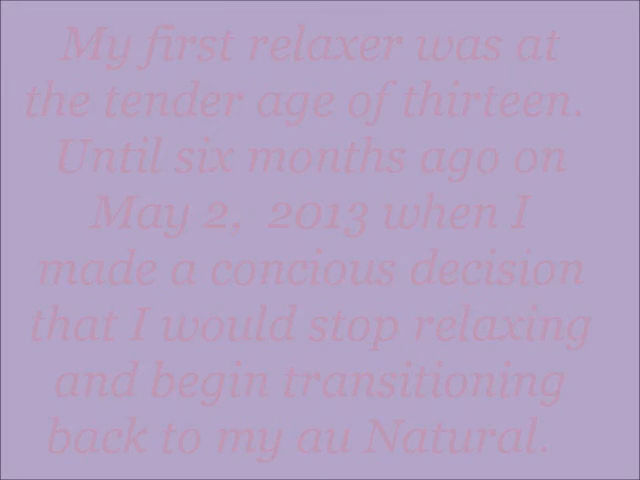 My first relaxer was at
the tender age of thirteen.
Until six months ago on
May 2, 2013 when I
made a concious decision
that I would stop relaxing
and begin transitioning
back to my au Natural.